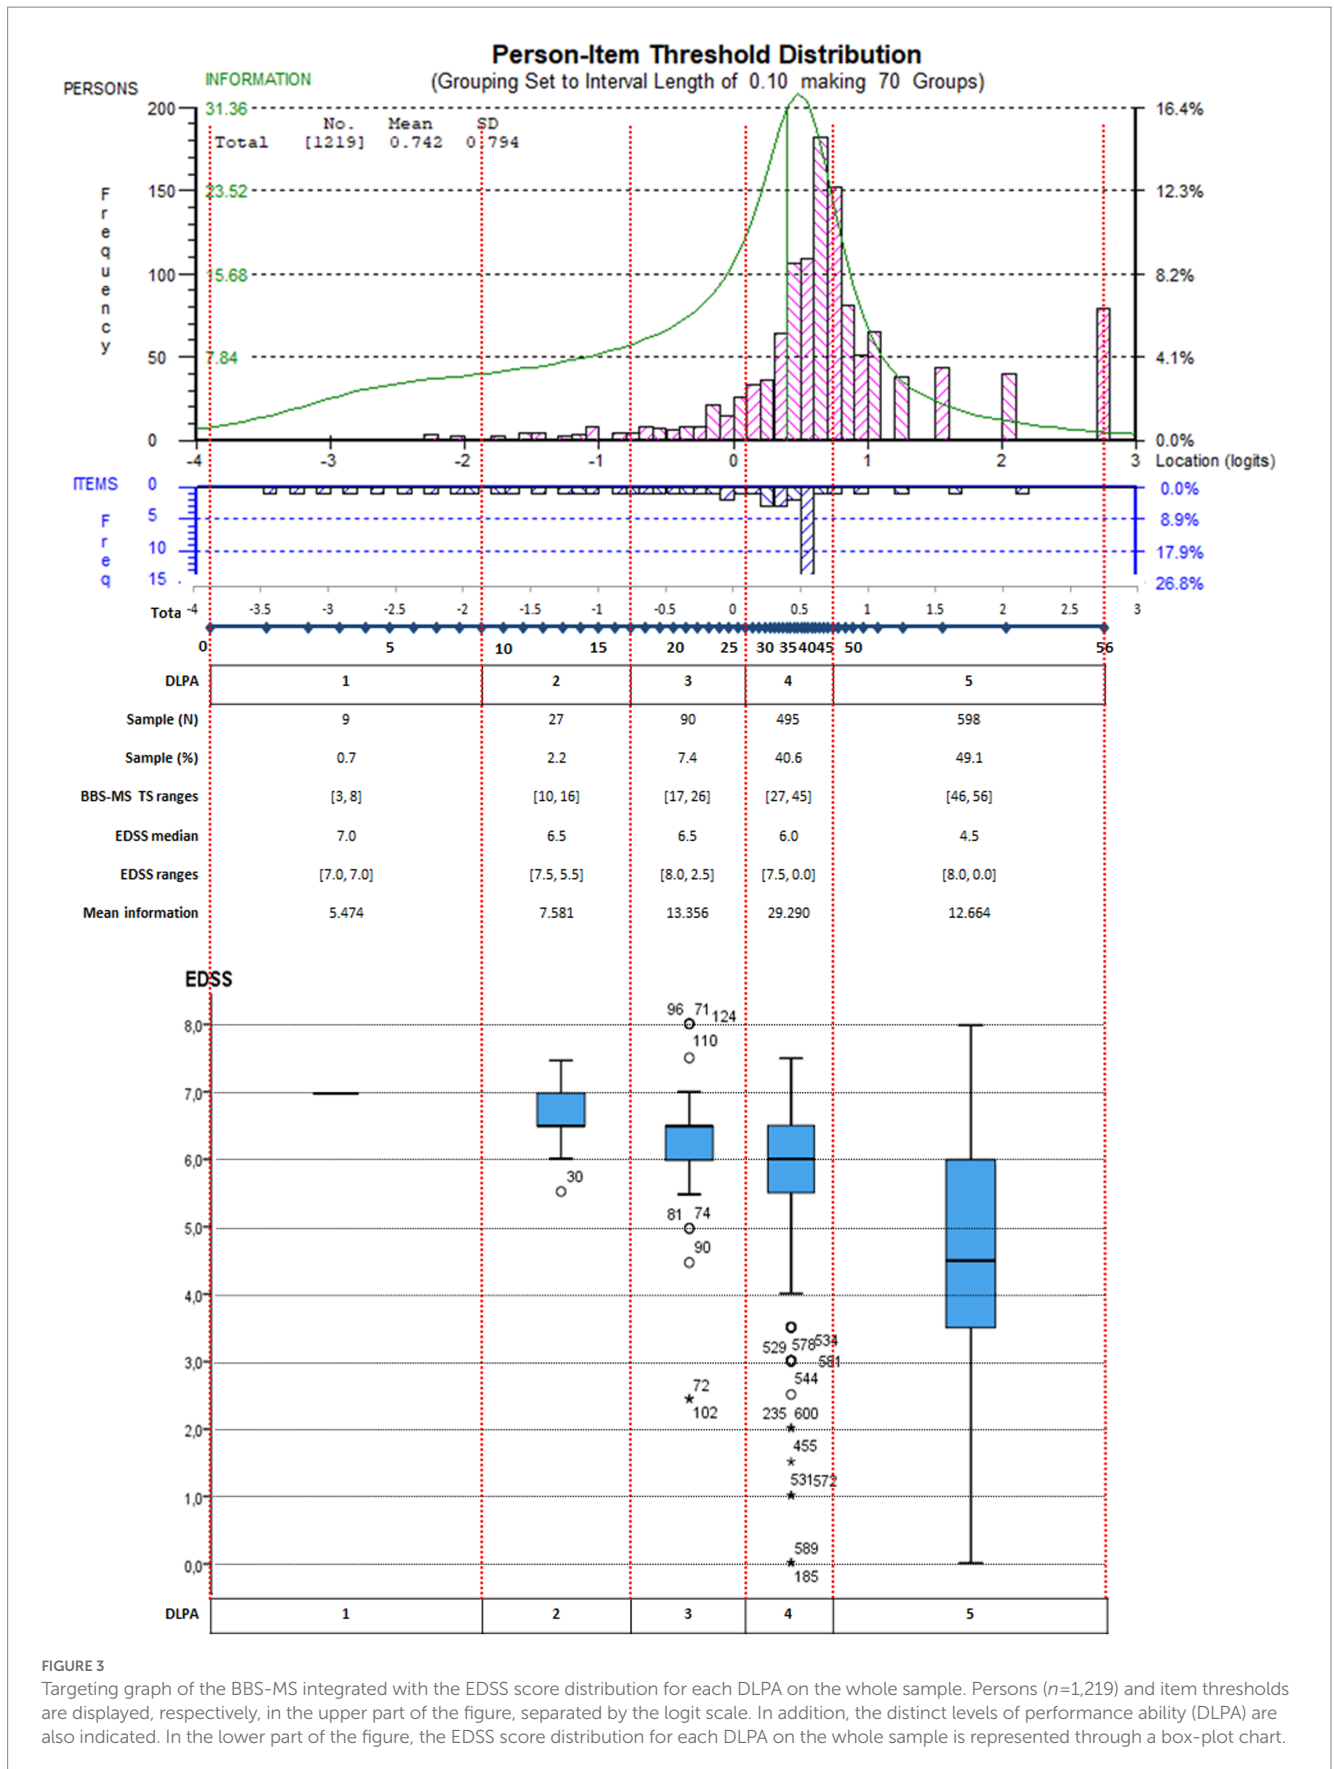 Person-Item Threshold Distribution
(Grouping Set to Interval Length of 0.10 making 70 Groups)
PERSONS
INFORMATION
No. Mean SD
Total [1219] 0.742 0.794
200 31.36 16.4%
150 23.52 12.3%
100 15.68 8.2%
50 7.84 4.1%
0 0.0%
Frequency
-4 -3 -2 -1 0 1 2 3 Location (logits)
ITEMS 0 0.0%
5 8.9%
10 17.9%
15 26.8%
Freq
Tota -4 -3.5 -3 -2.5 -2 -1.5 -1 -0.5 0 0.5 1 1.5 2 2.5 3
0 5 10 15 20 25 30 35 40 45 50 56
DLPA 1 2 3 4 5
Sample (N) 9 27 90 495 598
Sample (%) 0.7 2.2 7.4 40.6 49.1
BBS-MS TS ranges [3, 8] [10, 16] [17, 26] [27, 45] [46, 56]
EDSS median 7.0 6.5 6.5 6.0 4.5
EDSS ranges [7.0, 7.0] [7.5, 5.5] [8.0, 2.5] [7.5, 0.0] [8.0, 0.0]
Mean information 5.474 7.581 13.356 29.290 12.664
EDSS
96 71 124
8,0
110
7,0
6,0
30
81 74
5,0
90
4,0
529 578 534
3,0 581
72 544
102 235 600
2,0
455
531 572
1,0
589
0,0
185
DLPA 1 2 3 4 5
FIGURE 3
Targeting graph of the BBS-MS integrated with the EDSS score distribution for each DLPA on the whole sample. Persons (n=1,219) and item thresholds
are displayed, respectively, in the upper part of the figure, separated by the logit scale. In addition, the distinct levels of performance ability (DLPA) are
also indicated. In the lower part of the figure, the EDSS score distribution for each DLPA on the whole sample is represented through a box-plot chart.